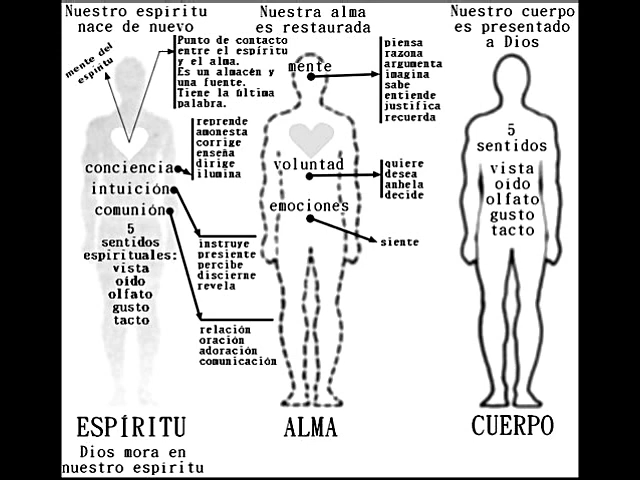 Nuestro espiritu
nace de nuevo
mente del
espíritu
Punto de contacto
entre el espíritu
y el alma.
Es un almacén y
una fuente.
Tiene la última
palabra.
reprende
amonesta
corrige
enseña
dirige
ilumina
conciencia
intuición
comunión
5
sentidos
espirituales:
vista
oído
olfato
gusto
tacto
instruye
presiente
percibe
discierne
revela
relación
oración
adoración
comunicación
ESPÍRITU
Dios mora en
nuestro espiritu
Nuestra alma
es restaurada
mente
piensa
razona
argumenta
imagina
sabe
entiende
justifica
recuerda
voluntad
quiere
desea
anhela
decide
emociones
siente
ALMA
Nuestro cuerpo
es presentado
a Dios
5
sentidos
vista
oido
olfato
gusto
tacto
CUERPO